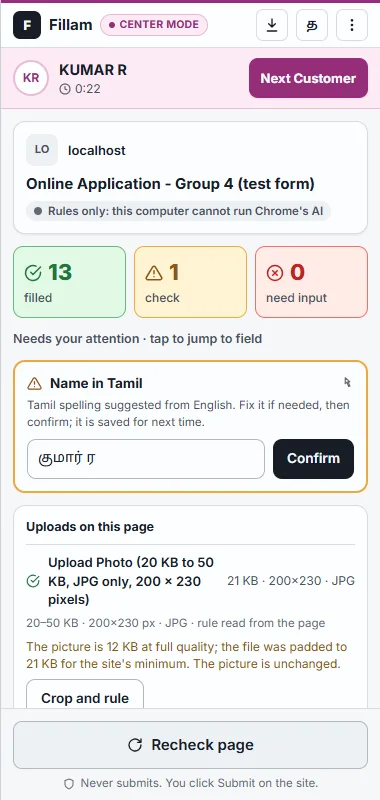 F Fillam CENTER MODE த
KR KUMAR R
0:22
Next Customer
LO localhost
Online Application - Group 4 (test form)
Rules only: this computer cannot run Chrome's AI
13 filled
1 check
0 need input
Needs your attention · tap to jump to field
Name in Tamil
Tamil spelling suggested from English. Fix it if needed, then
confirm; it is saved for next time.
குமார் ர
Confirm
Uploads on this page
Upload Photo (20 KB to 50
KB, JPG only, 200 × 230
pixels)
21 KB · 200×230 · JPG
20–50 KB · 200×230 px · JPG · rule read from the page
The picture is 12 KB at full quality; the file was padded to
21 KB for the site's minimum. The picture is unchanged.
Crop and rule
Recheck page
Never submits. You click Submit on the site.